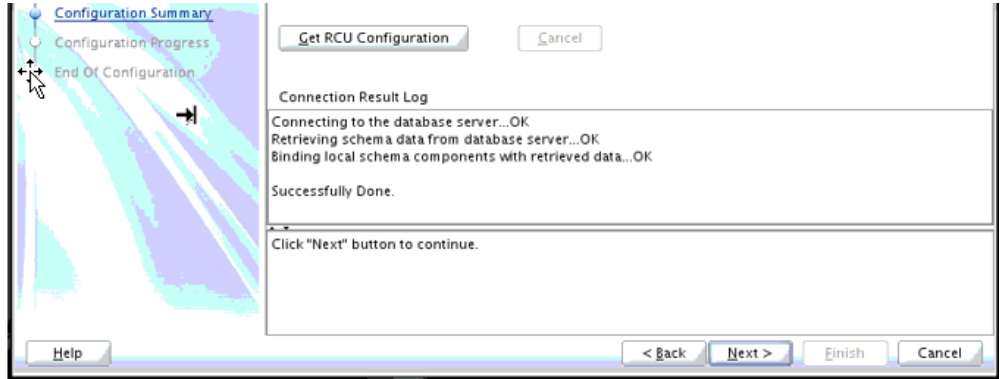 Configuration Summary
Configuration Progress
End Of Configuration
Get RCU Configuration
Cancel
Connection Result Log
Connecting to the database server...OK
Retrieving schema data from database server...OK
Binding local schema components with retrieved data...OK
Successfully Done.
Click "Next" button to continue.
Help
< Back
Next >
Finish
Cancel